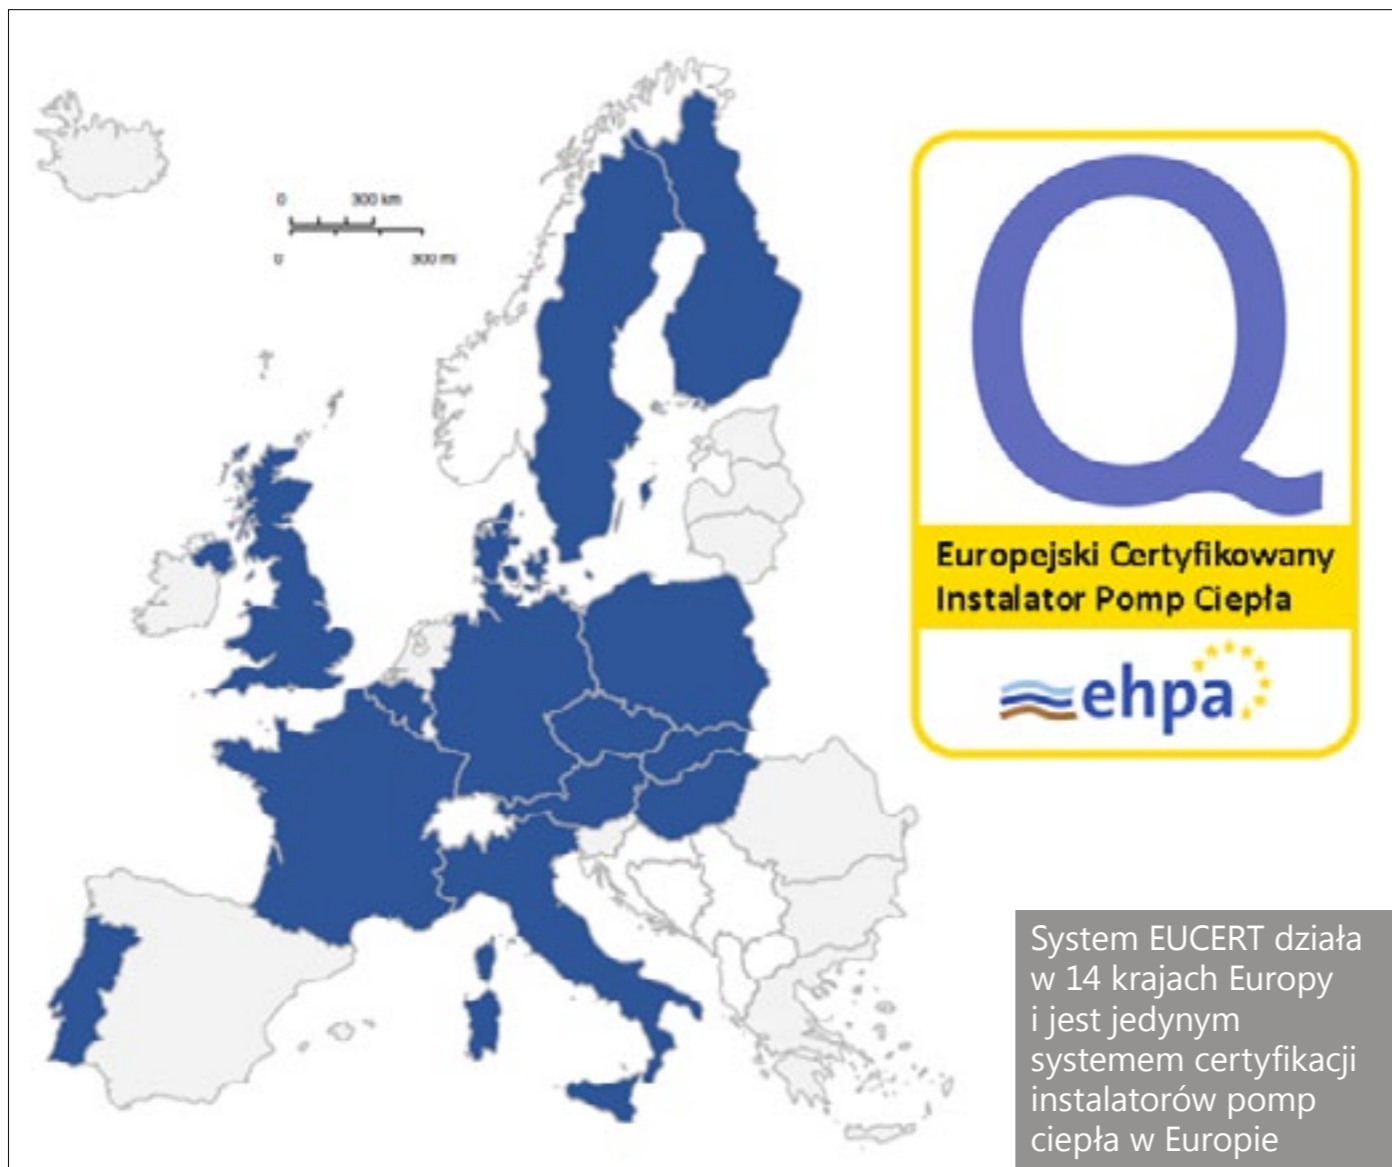 0 300 km
0 300 mi
Q
Europejski Certyfikowany
Instalator Pomp Ciepła
ehpa
System EUCERT działa
w 14 krajach Europy
i jest jedynym
systemem certyfikacji
instalatorów pomp
ciepła w Europie